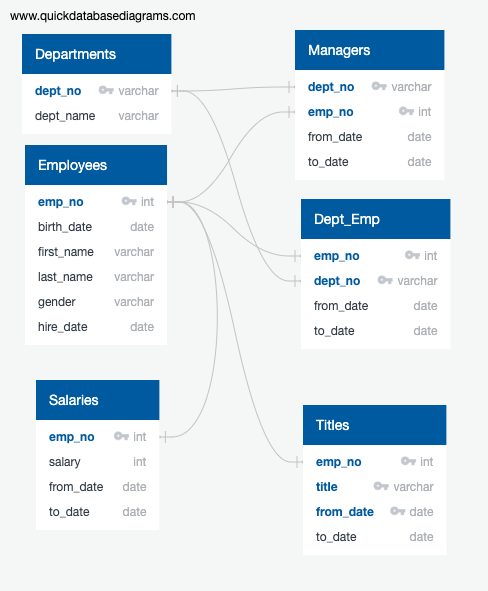 www.quickdatabasediagrams.com
Departments
dept_no varchar
dept_name varchar
Employees
emp_no int
birth_date date
first_name varchar
last_name varchar
gender varchar
hire_date date
Salaries
emp_no int
salary int
from_date date
to_date date
Managers
dept_no varchar
emp_no int
from_date date
to_date date
Dept_Emp
emp_no int
dept_no varchar
from_date date
to_date date
Titles
emp_no int
title varchar
from_date date
to_date date